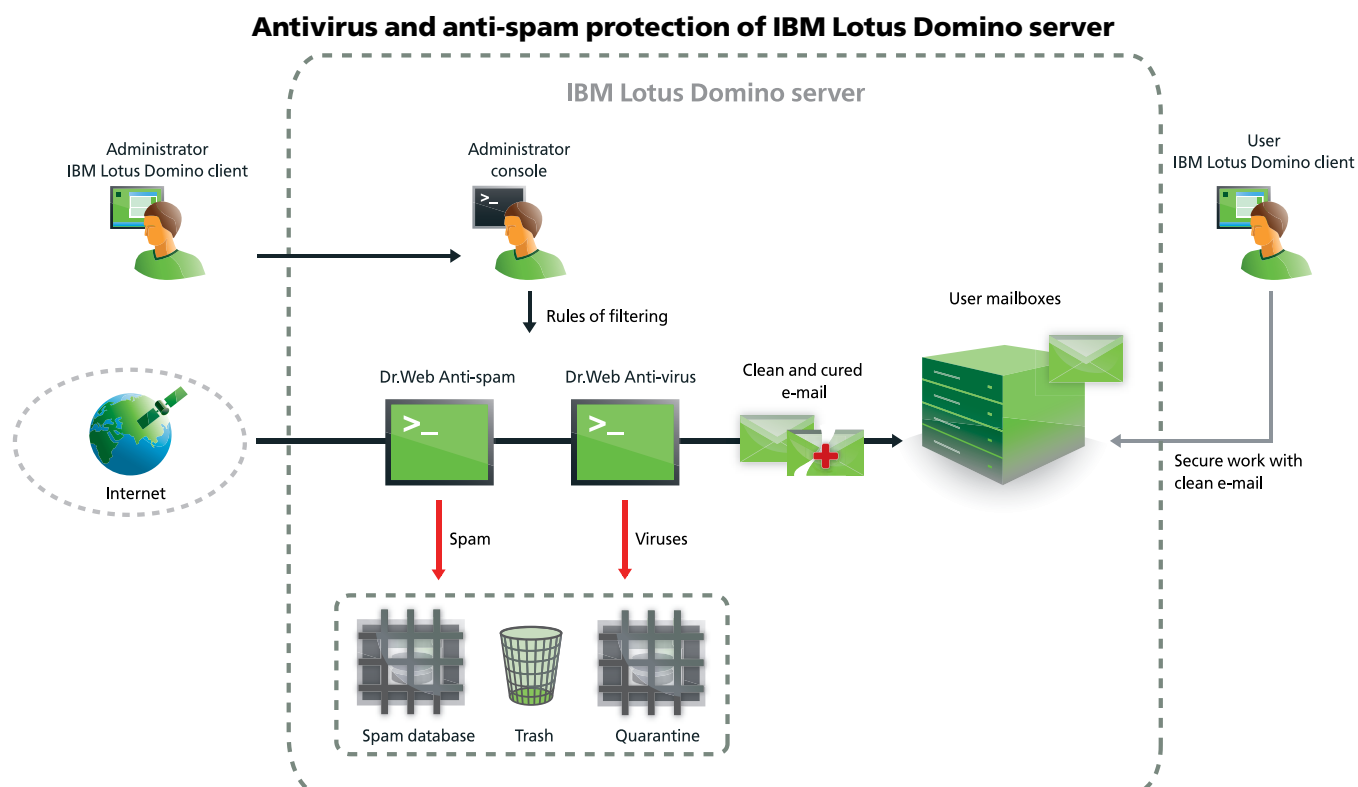 Antivirus and anti-spam protection of IBM Lotus Domino server
IBM Lotus Domino server
Administrator
IBM Lotus Domino client
Administrator
console
User
IBM Lotus Domino client
>_
Rules of filtering
User mailboxes
Dr.Web Anti-spam
Dr.Web Anti-virus
Clean and cured
e-mail
>_
>_
Internet
Secure work with
clean e-mail
Spam
Viruses
Spam database
Trash
Quarantine